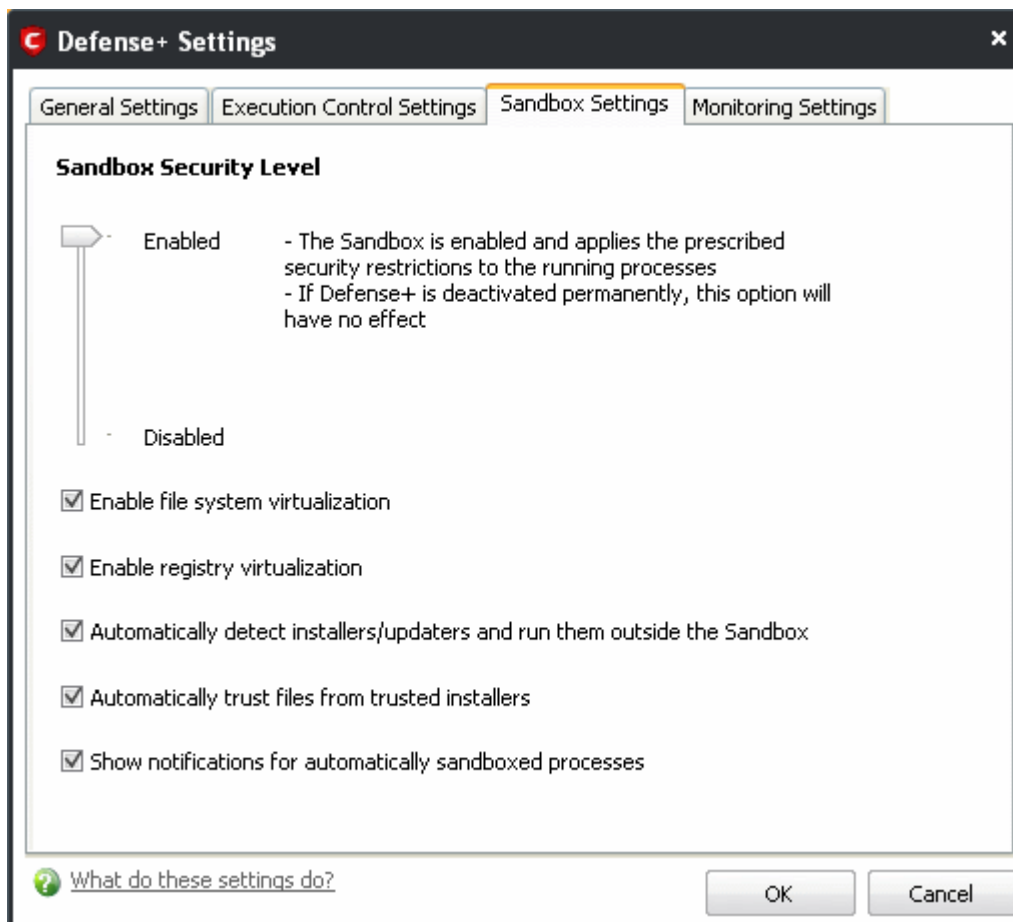 Defense+ Settings
General Settings
Execution Control Settings
Sandbox Settings
Monitoring Settings
Sandbox Security Level
Enabled
- The Sandbox is enabled and applies the prescribed
security restrictions to the running processes
- If Defense+ is deactivated permanently, this option will
have no effect
Disabled
Enable file system virtualization
Enable registry virtualization
Automatically detect installers/updaters and run them outside the Sandbox
Automatically trust files from trusted installers
Show notifications for automatically sandboxed processes
What do these settings do?
OK
Cancel